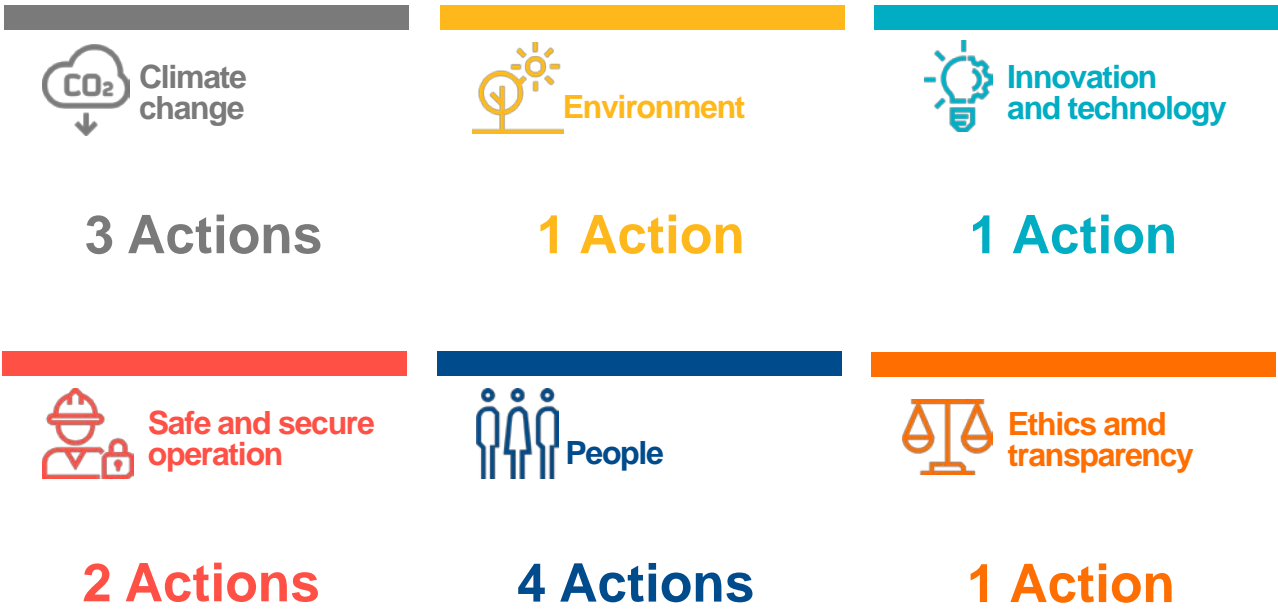 CO₂
Climate
change
Environment
Innovation
and technology
3 Actions
1 Action
1 Action
Safe and secure
operation
People
Ethics amd
transparency
2 Actions
4 Actions
1 Action